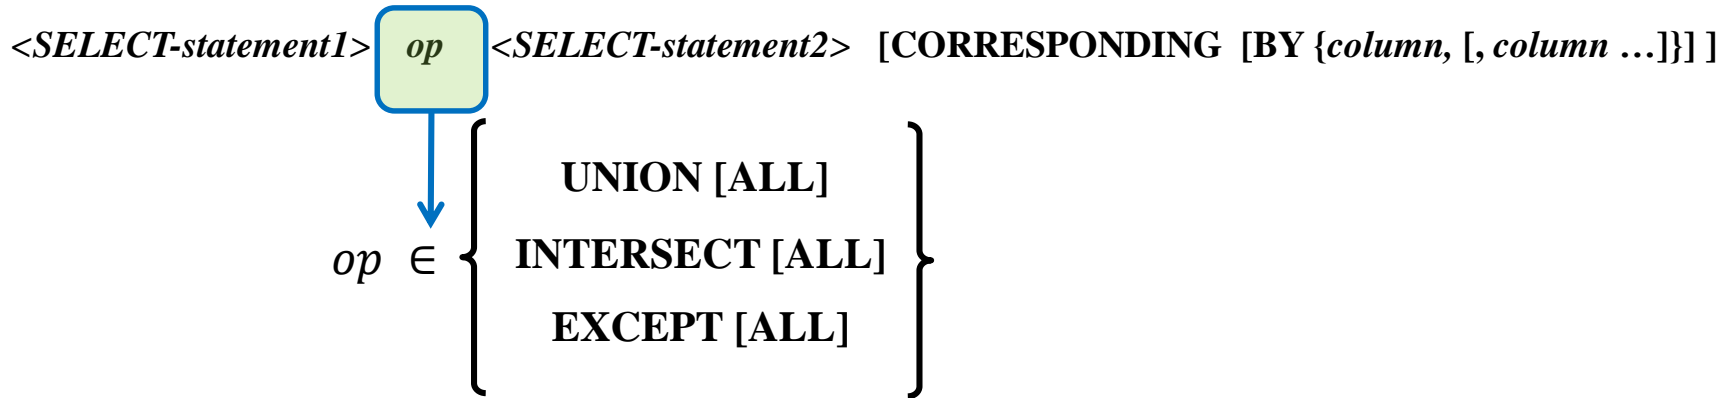 <SELECT-statement1> op <SELECT-statement2> [CORRESPONDING [BY {column, [, column …]}] ]
UNION [ALL]
op ∈ { INTERSECT [ALL] }
EXCEPT [ALL]